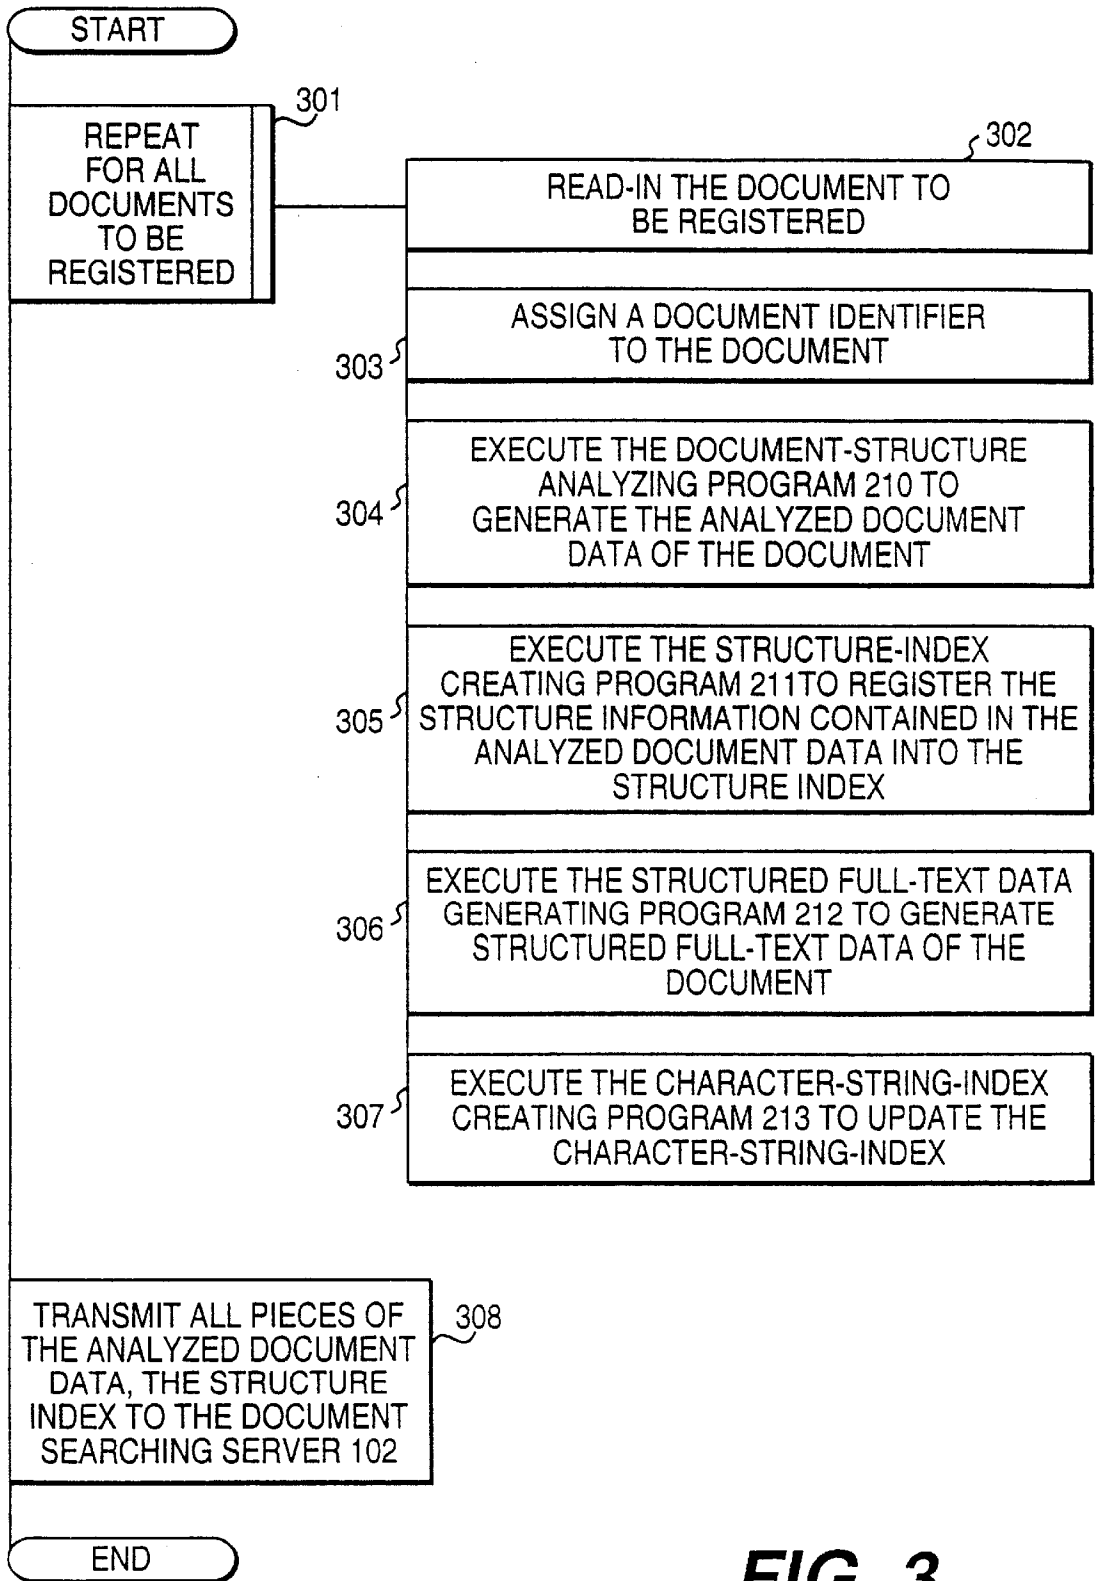 START
301
REPEAT
FOR ALL
DOCUMENTS
TO BE
REGISTERED
302
READ-IN THE DOCUMENT TO
BE REGISTERED
303
ASSIGN A DOCUMENT IDENTIFIER
TO THE DOCUMENT
304
EXECUTE THE DOCUMENT-STRUCTURE
ANALYZING PROGRAM 210 TO
GENERATE THE ANALYZED DOCUMENT
DATA OF THE DOCUMENT
305
EXECUTE THE STRUCTURE-INDEX
CREATING PROGRAM 211TO REGISTER THE
STRUCTURE INFORMATION CONTAINED IN THE
ANALYZED DOCUMENT DATA INTO THE
STRUCTURE INDEX
306
EXECUTE THE STRUCTURED FULL-TEXT DATA
GENERATING PROGRAM 212 TO GENERATE
STRUCTURED FULL-TEXT DATA OF THE
DOCUMENT
307
EXECUTE THE CHARACTER-STRING-INDEX
CREATING PROGRAM 213 TO UPDATE THE
CHARACTER-STRING-INDEX
308
TRANSMIT ALL PIECES OF
THE ANALYZED DOCUMENT
DATA, THE STRUCTURE
INDEX TO THE DOCUMENT
SEARCHING SERVER 102
END
FIG. 3